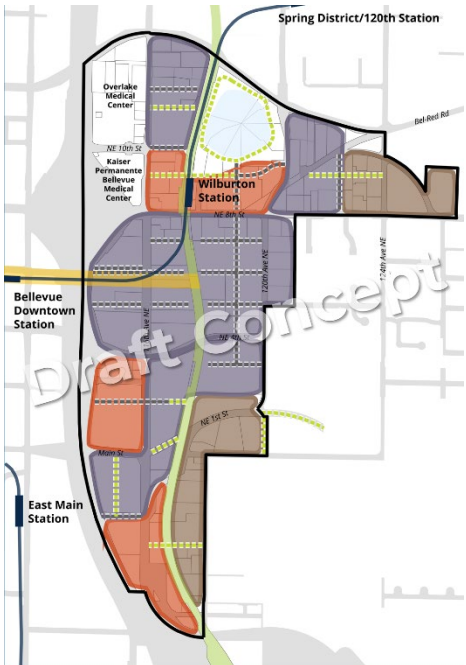 Spring District/120th Station
Overlake
Medical
Center
Bel-Red Rd
NE 10th St
Kaiser
Permanente
Bellevue
Medical
Center
Wilburton
Station
NE 8th St
120th Ave NE
124th Ave NE
Bellevue
Downtown
Station
Draft Concept
NE 4th St
NE 1st St
Main St
East Main
Station